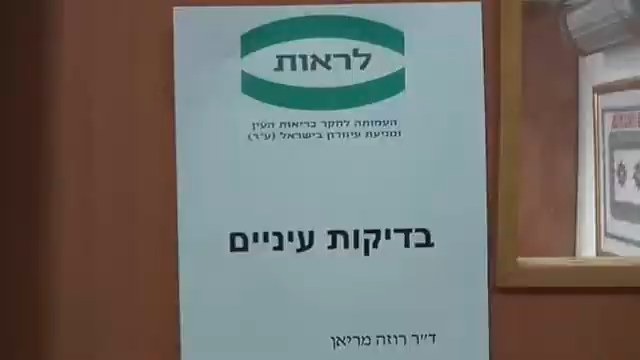 לראות
העמותה לחקר בריאות העין
ומניעת עיוורון בישראל (ע״ר)
בדיקות עיניים
ד״ר רוזה מריאן